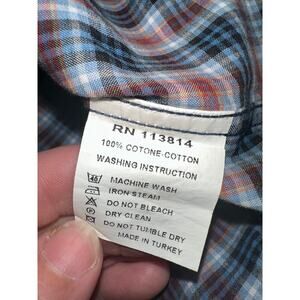 RN 113814
100% COTONE-COTTON
WASHING INSTRUCTION
MACHINE WASH
IRON STEAM
DO NOT BLEACH
DRY CLEAN
DO NOT TUMBLE DRY
MADE IN TURKEY